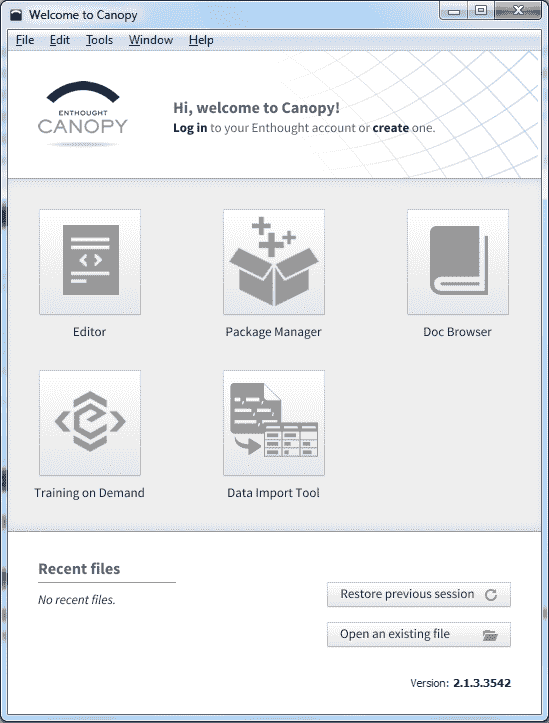 Welcome to Canopy
File Edit Tools Window Help
ENTHOUGHT
CANOPY
Hi, welcome to Canopy!
Log in to your Enthought account or create one.
Editor
Package Manager
Doc Browser
Training on Demand
Data Import Tool
Recent files
No recent files.
Restore previous session
Open an existing file
Version: 2.1.3.3542